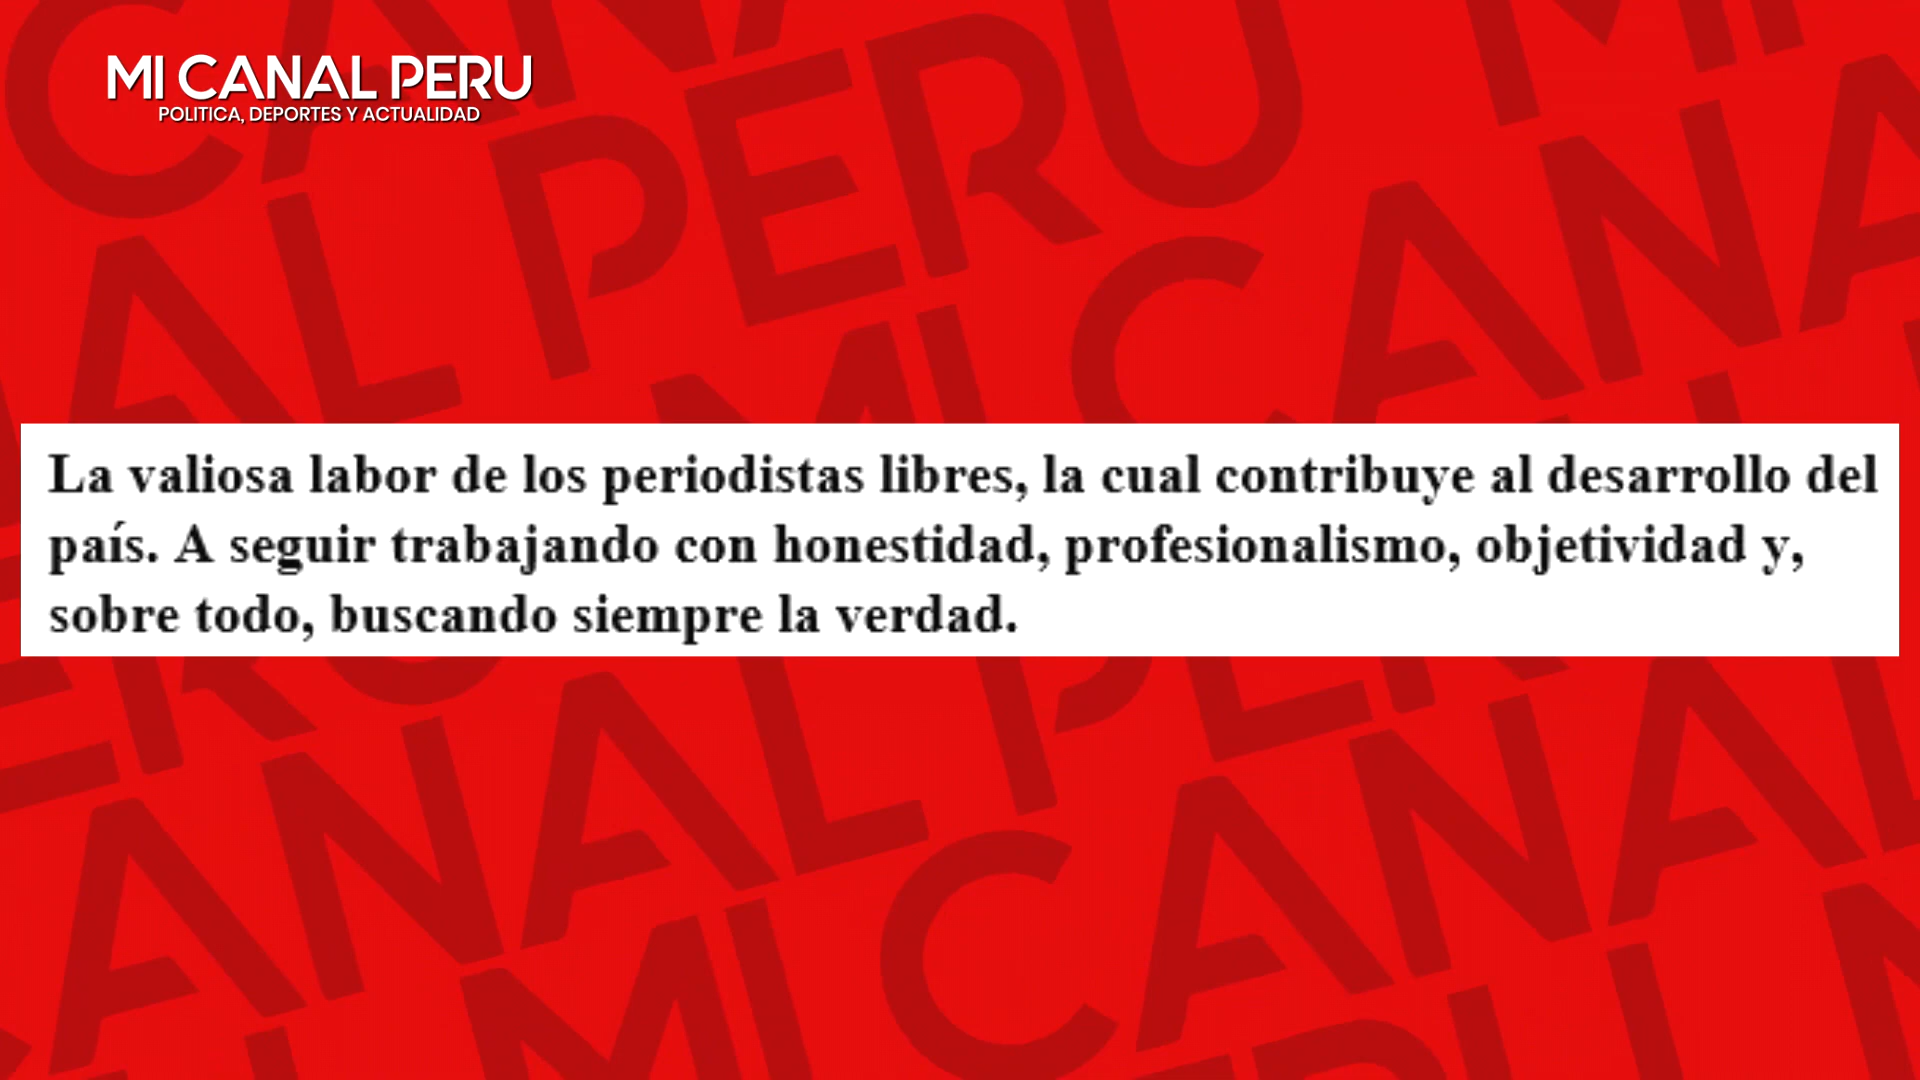 MI CANAL PERU
POLITICA, DEPORTES Y ACTUALIDAD
La valiosa labor de los periodistas libres, la cual contribuye al desarrollo del
país. A seguir trabajando con honestidad, profesionalismo, objetividad y,
sobre todo, buscando siempre la verdad.